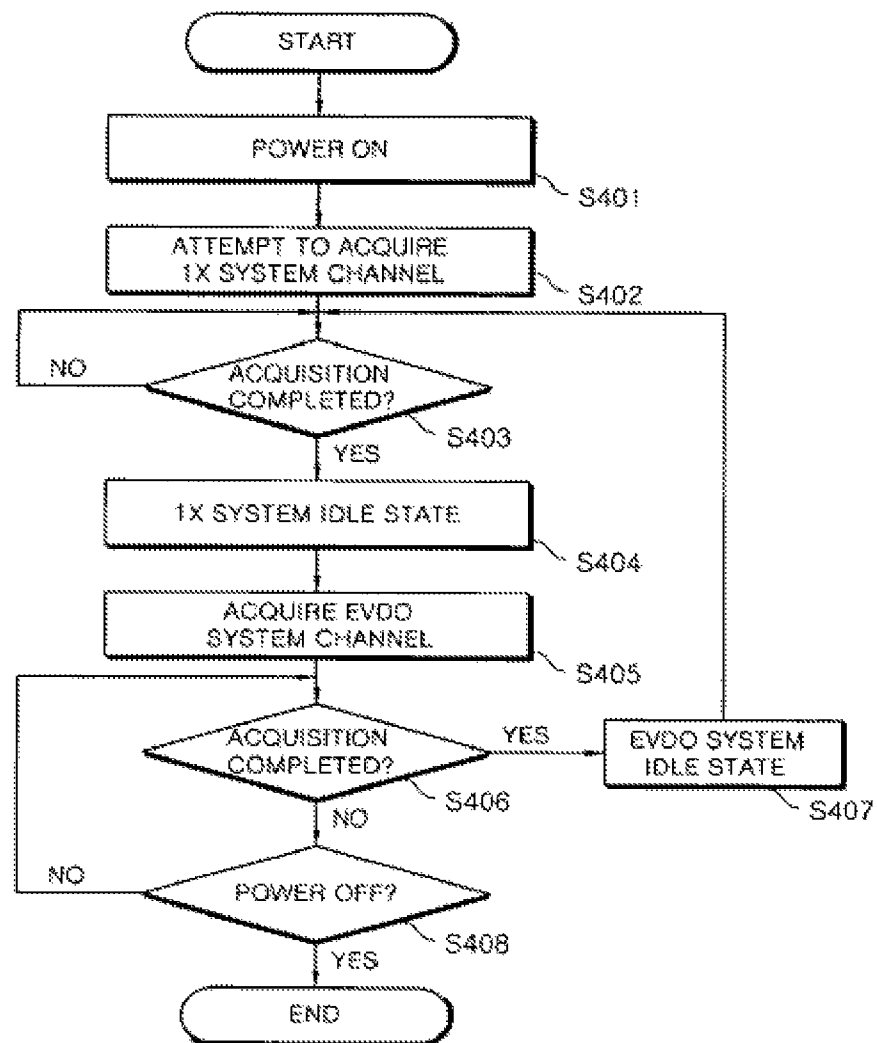 START
POWER ON
S401
ATTEMPT TO ACQUIRE
1X SYSTEM CHANNEL
S402
NO
ACQUISITION
COMPLETED?
S403
YES
1X SYSTEM IDLE STATE
S404
ACQUIRE EVDO
SYSTEM CHANNEL
S405
ACQUISITION
COMPLETED?
YES
EVDO SYSTEM
IDLE STATE
S406
S407
NO
NO
POWER OFF?
S408
YES
END